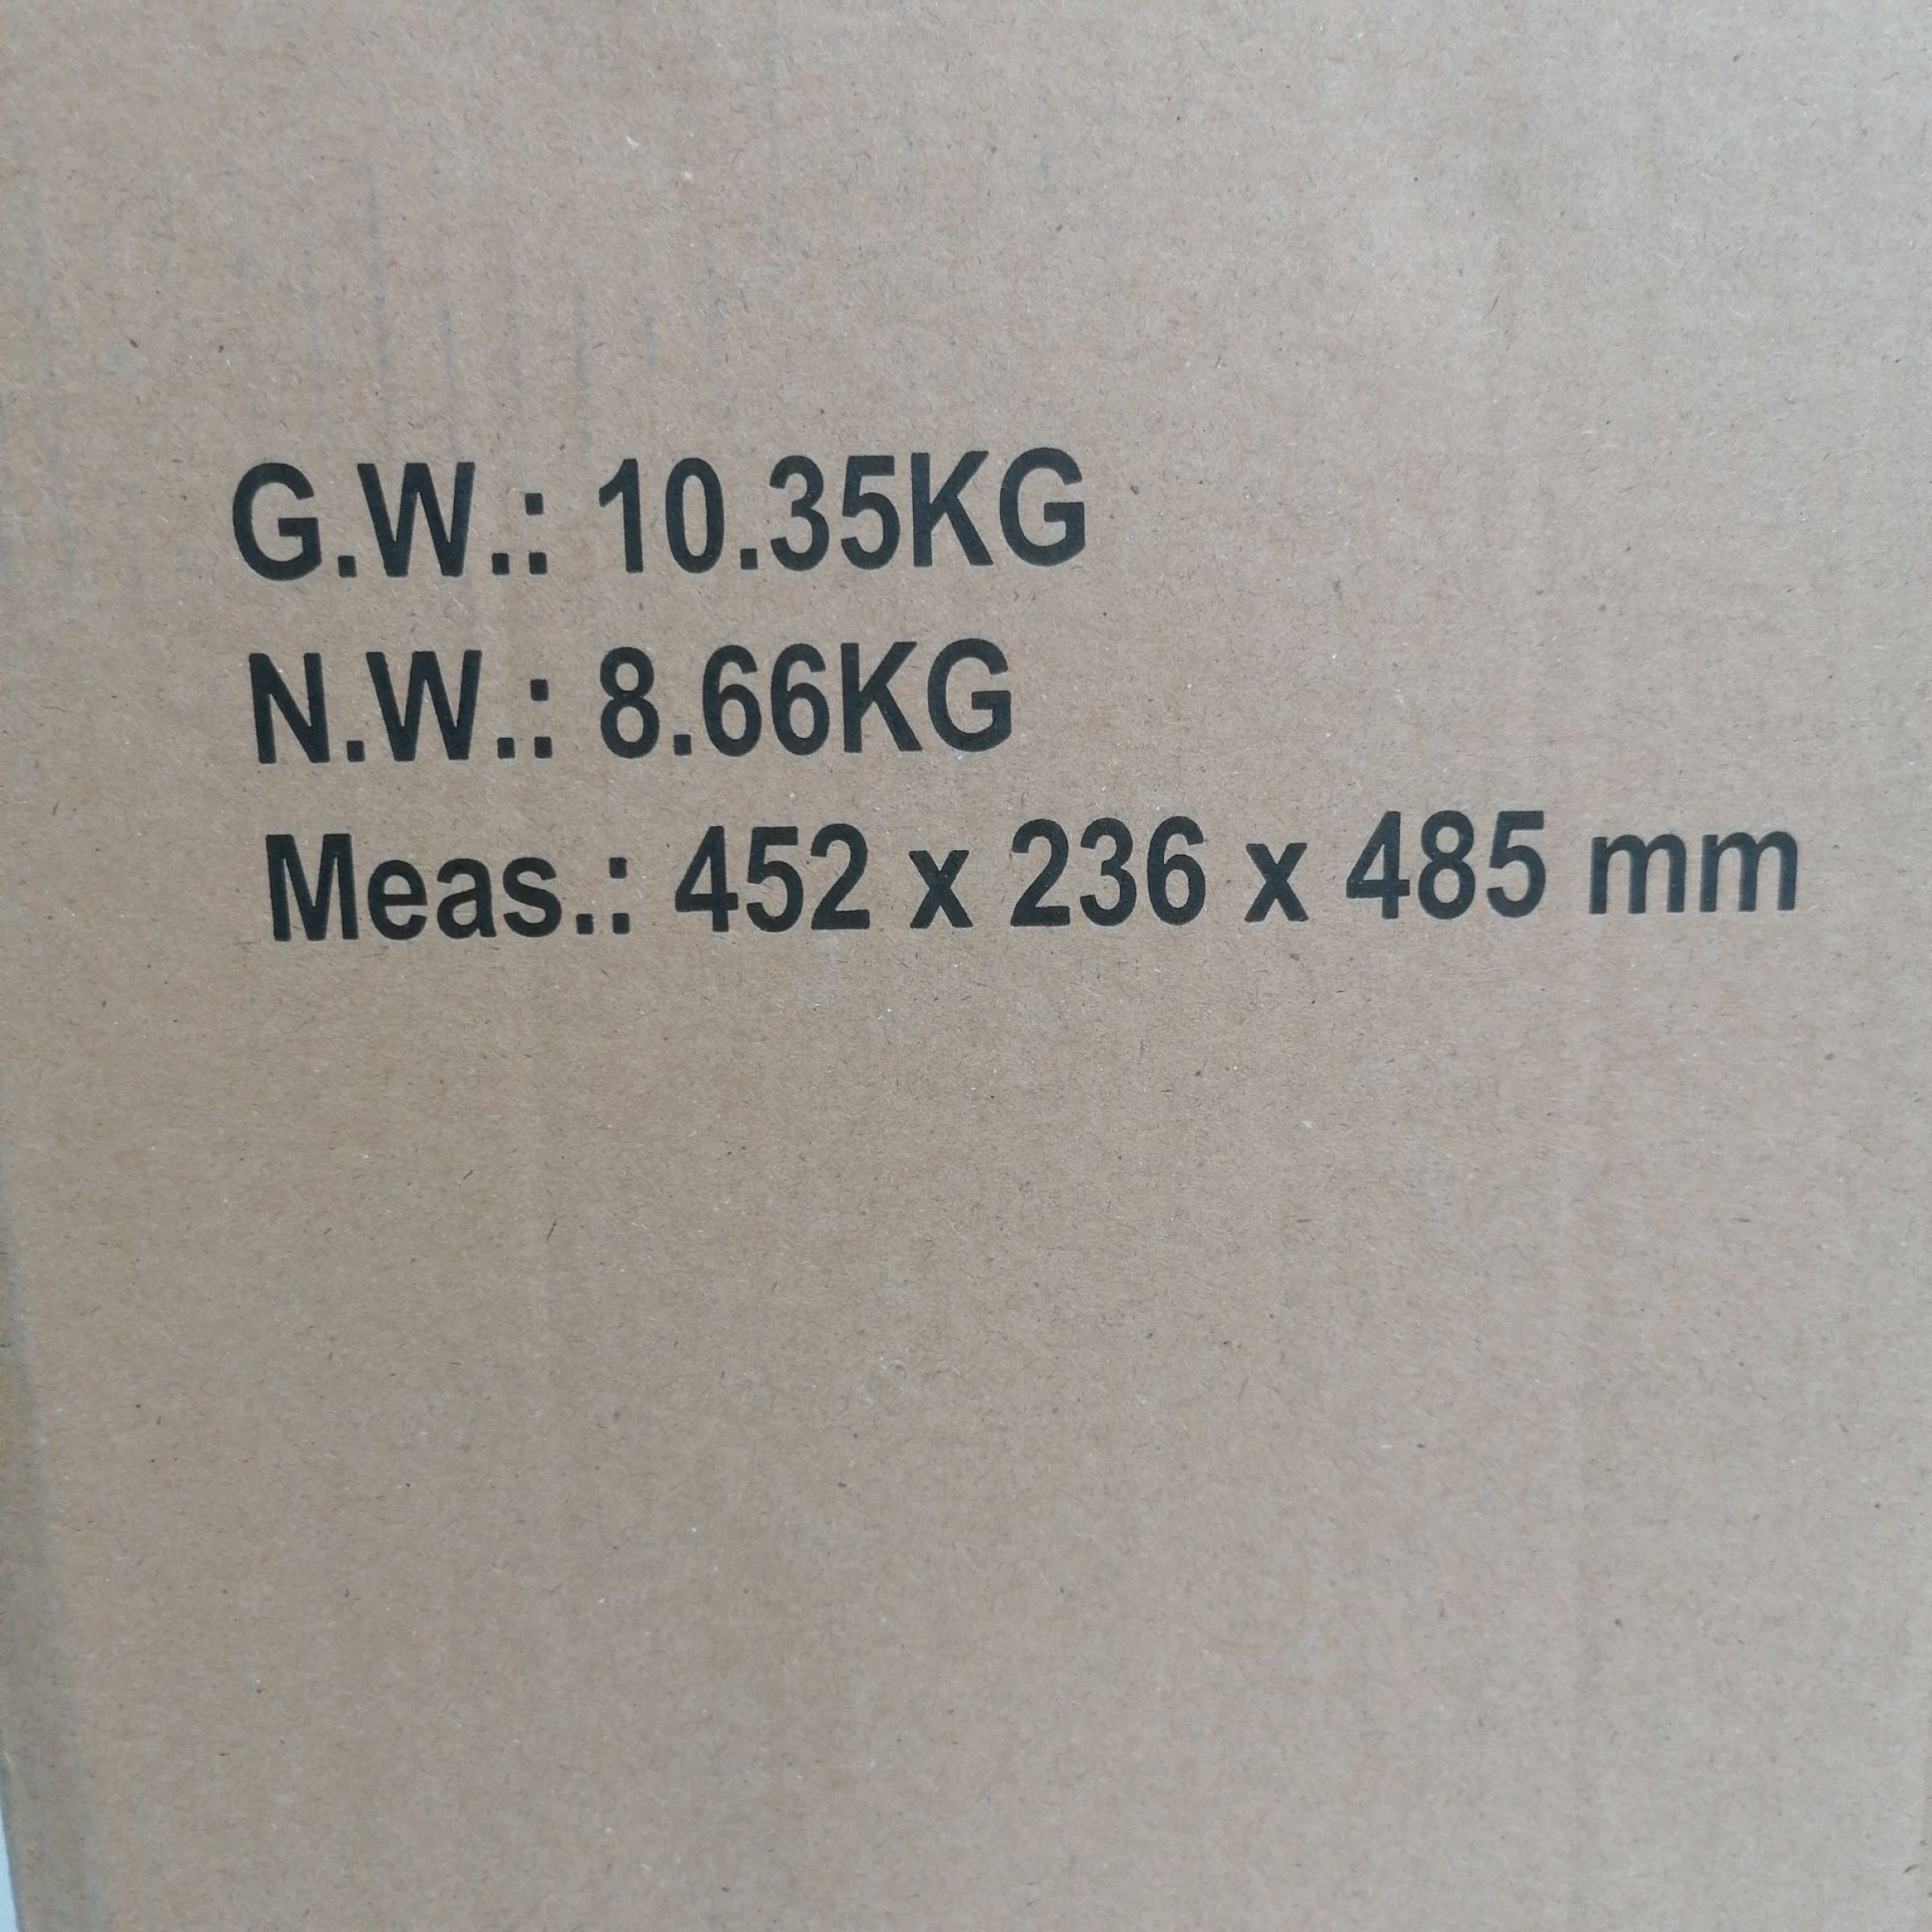 G.W.: 10.35KG
N.W.: 8.66KG
Meas.: 452 x 236 x 485 mm